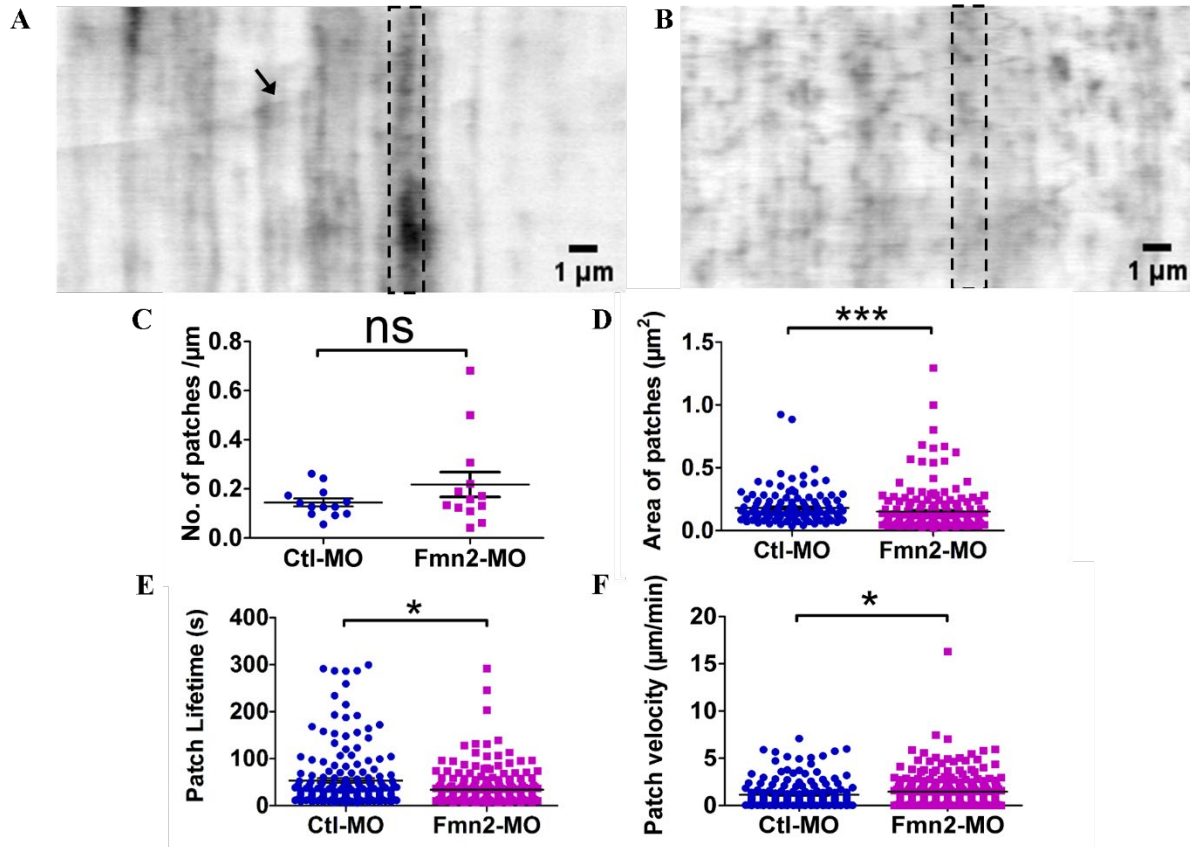 A
B
1 µm
1 µm
C
ns
No. of patches /µm
0.8
0.6
0.4
0.2
0.0
Ctl-MO
Fmn2-MO
D
***
Area of patches (µm²)
1.5
1.0
0.5
0.0
Ctl-MO
Fmn2-MO
E
*
Patch Lifetime (s)
400
300
200
100
0
Ctl-MO
Fmn2-MO
F
*
Patch velocity (µm/min)
20
15
10
5
0
Ctl-MO
Fmn2-MO